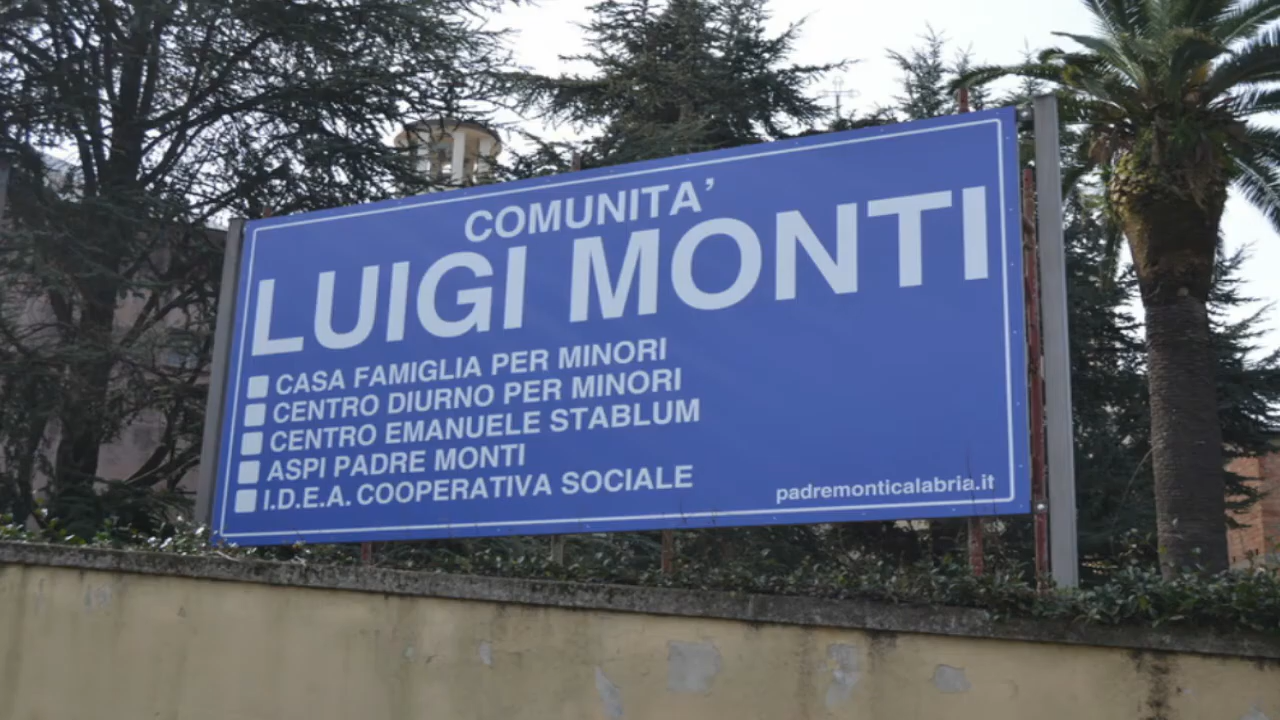 COMUNITA'
LUIGI MONTI
CASA FAMIGLIA PER MINORI
CENTRO DIURNO PER MINORI
CENTRO EMANUELE STABLUM
ASPI PADRE MONTI
I.D.E.A. COOPERATIVA SOCIALE
padremonticalabria.it